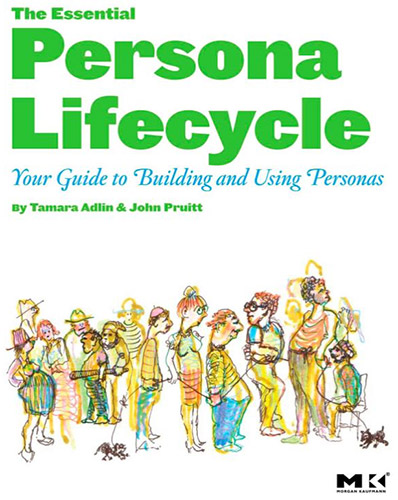 The Essential
Persona
Lifecycle
Your Guide to Building and Using Personas
By Tamara Adlin & John Pruitt
MK
MORGAN KAUFMANN